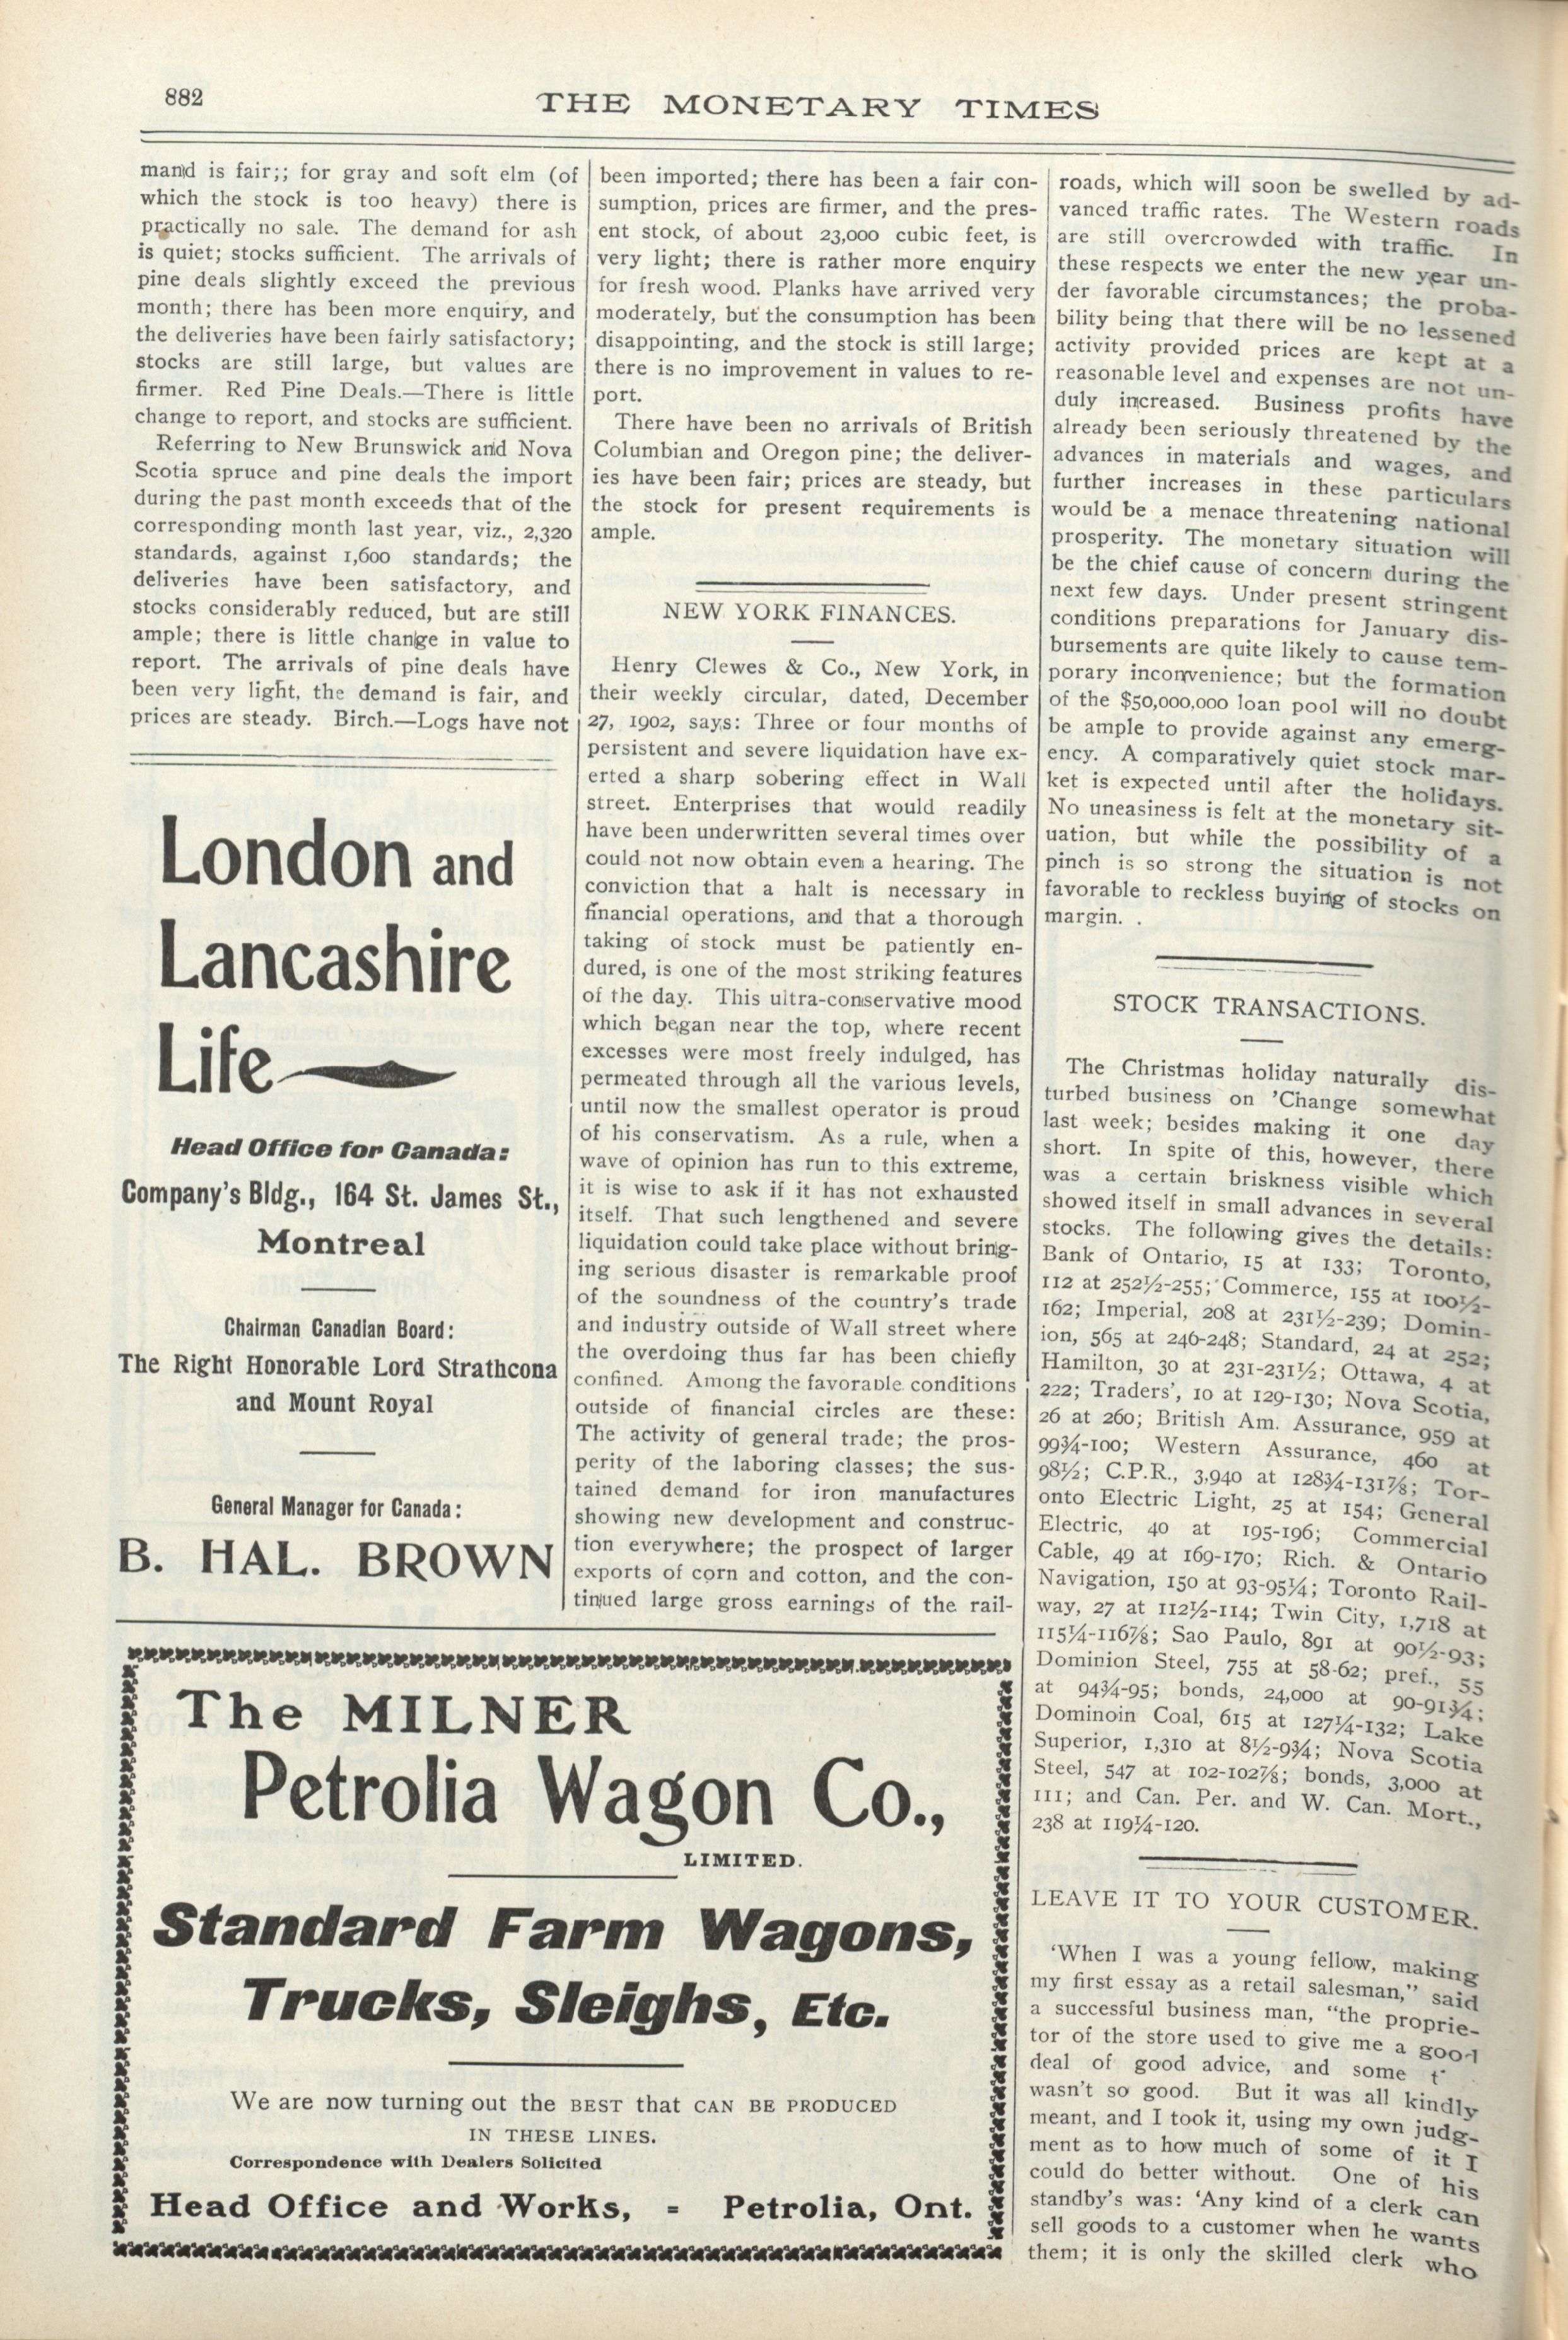 882
THE MONETARY TIMES
mand is fair;; for gray and soft elm (of
which the stock is too heavy) there is
practically no sale. The demand for ash
is quiet; stocks sufficient. The arrivals of
pine deals slightly exceed the previous
month; there has been more enquiry, and
the deliveries have been fairly satisfactory;
stocks are still large, but values are
firmer. Red Pine Deals.—There is little
change to report, and stocks are sufficient.
Referring to New Brunswick and Nova
Scotia spruce and pine deals the import
during the past month exceeds that of the
corresponding month last year, viz., 2,320
standards, against 1,600 standards; the
deliveries have been satisfactory, and
stocks considerably reduced, but are still
ample; there is little change in value to
report. The arrivals of pine deals have
been very light, the demand is fair, and
prices are steady. Birch.—Logs have not
London and
Lancashire
Life
Head Office for Canada:
Company's Bldg., 164 St. James St.,
Montreal
Chairman Canadian Board:
The Right Honorable Lord Strathcona
and Mount Royal
General Manager for Canada:
B. HAL. BROWN
been imported; there has been a fair con-
sumption, prices are firmer, and the pres-
ent stock, of about 23,000 cubic feet, is
very light; there is rather more enquiry
for fresh wood. Planks have arrived very
moderately, but the consumption has been
disappointing, and the stock is still large;
there is no improvement in values to re-
port.
There have been no arrivals of British
Columbian and Oregon pine; the deliver-
ies have been fair; prices are steady, but
the stock for present requirements is
ample.
NEW YORK FINANCES.
Henry Clewes & Co., New York, in
their weekly circular, dated, December
27, 1902, says: Three or four months of
persistent and severe liquidation have ex-
erted a sharp sobering effect in Wall
street. Enterprises that would readily
have been underwritten several times over
could not now obtain even a hearing. The
conviction that a halt is necessary in
financial operations, and that a thorough
taking of stock must be patiently en-
dured, is one of the most striking features
of the day. This ultra-conservative mood
which began near the top, where recent
excesses were most freely indulged, has
permeated through all the various levels,
until now the smallest operator is proud
of his conservatism. As a rule, when a
wave of opinion has run to this extreme,
it is wise to ask if it has not exhausted
itself. That such lengthened and severe
liquidation could take place without bring-
ing serious disaster is remarkable proof
of the soundness of the country's trade
and industry outside of Wall street where
the overdoing thus far has been chiefly
confined. Among the favorable conditions
outside of financial circles are these:
The activity of general trade; the pros-
perity of the laboring classes; the sus-
tained demand for iron manufactures
showing new development and construc-
tion everywhere; the prospect of larger
exports of corn and cotton, and the con-
tinued large gross earnings of the rail-
The MILNER
Petrolia Wagon Co.,
LIMITED.
Standard Farm Wagons,
Trucks, Sleighs, Etc.
We are now turning out the BEST that CAN BE PRODUCED
IN THESE LINES.
Correspondence with Dealers Solicited
Head Office and Works, = Petrolia, Ont.
roads, which will soon be swelled by ad-
vanced traffic rates. The Western roads
are still overcrowded with traffic. In
these respects we enter the new year un-
der favorable circumstances; the proba-
bility being that there will be no lessened
activity provided prices are kept at a
reasonable level and expenses are not un-
duly increased. Business profits have
already been seriously threatened by the
advances in materials and wages, and
further increases in these particulars
would be a menace threatening national
prosperity. The monetary situation will
be the chief cause of concern during the
next few days. Under present stringent
conditions preparations for January dis-
bursements are quite likely to cause tem-
porary inconvenience; but the formation
of the $50,000,000 loan pool will no doubt
be ample to provide against any emerg-
ency. A comparatively quiet stock mar-
ket is expected until after the holidays.
No uneasiness is felt at the monetary sit-
uation, but while the possibility of a
pinch is so strong the situation is not
favorable to reckless buying of stocks on
margin. .
STOCK TRANSACTIONS.
The Christmas holiday naturally dis-
turbed business on 'Change somewhat
last week; besides making it one day
short. In spite of this, however, there
was a certain briskness visible which
showed itself in small advances in several
stocks. The following gives the details:
Bank of Ontario, 15 at 133; Toronto,
112 at 252½-255; Commerce, 155 at 100½-
162; Imperial, 208 at 231½-239; Domin-
ion, 565 at 246-248; Standard, 24 at 252;
Hamilton, 30 at 231-231½; Ottawa, 4 at
222; Traders', 10 at 129-130; Nova Scotia,
26 at 260; British Am. Assurance, 959 at
99¾-100; Western Assurance, 460 at
98½; C.P.R., 3,940 at 128¾-131⅞; Tor-
onto Electric Light, 25 at 154; General
Electric, 40 at 195-196; Commercial
Cable, 49 at 169-170; Rich. & Ontario
Navigation, 150 at 93-95¼; Toronto Rail-
way, 27 at 112½-114; Twin City, 1,718 at
115¼-116⅞; Sao Paulo, 891 at 90½-93;
Dominion Steel, 755 at 58-62; pref., 55
at 94¾-95; bonds, 24,000 at 90-91¾;
Dominoin Coal, 615 at 127¼-132; Lake
Superior, 1,310 at 8½-9¾; Nova Scotia
Steel, 547 at 102-102⅞; bonds, 3,000 at
111; and Can. Per. and W. Can. Mort.,
238 at 119¼-120.
LEAVE IT TO YOUR CUSTOMER.
'When I was a young fellow, making
my first essay as a retail salesman," said
a successful business man, "the proprie-
tor of the store used to give me a good
deal of good advice, and some
wasn't so good. But it was all kindly
meant, and I took it, using my own judg-
ment as to how much of some of it I
could do better without. One of his
standby's was: 'Any kind of a clerk can
sell goods to a customer when he wants
them; it is only the skilled clerk who